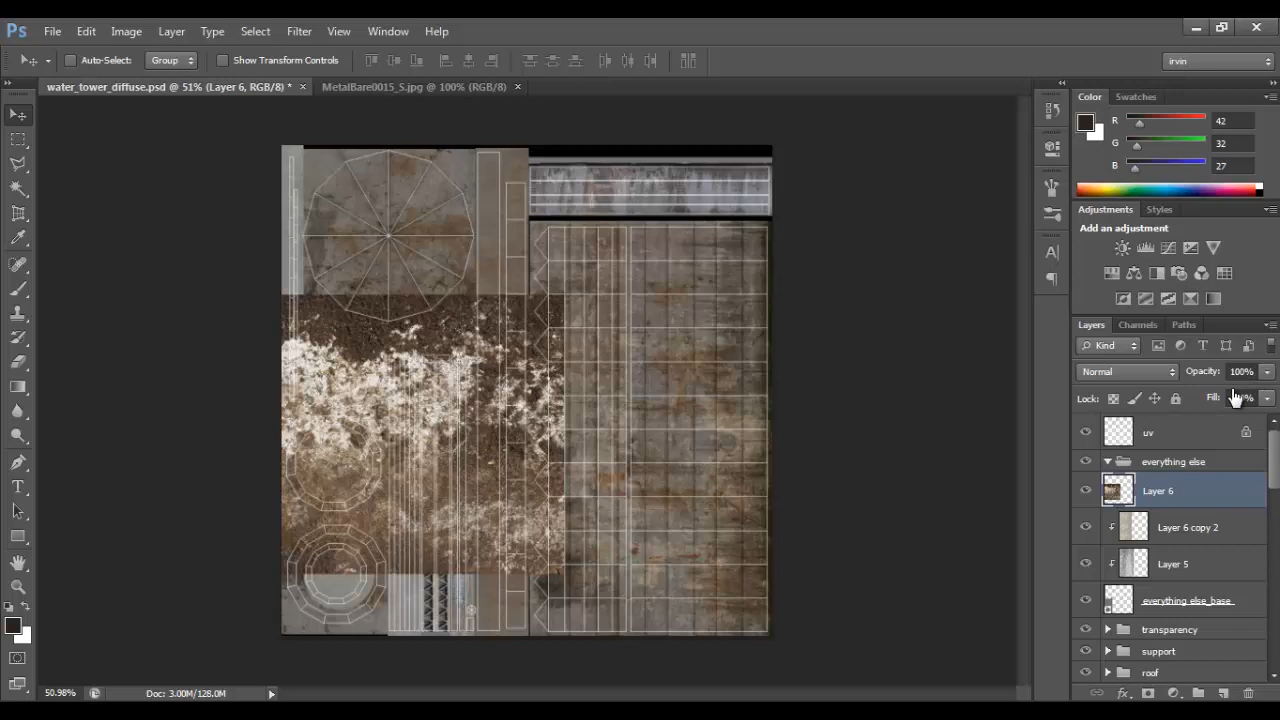 Ps File Edit Image Layer Type Select Filter View Window Help
Auto-Select: Group Show Transform Controls irvin
water_tower_diffuse.psd @ 51% (Layer 6, RGB/8) * × MetalBare0015_S.jpg @ 100% (RGB/8) ×
Color Swatches
R 42
G 32
B 27
Adjustments Styles
Add an adjustment
Layers Channels Paths
Kind
Normal Opacity: 100%
Lock: Fill:
uv
everything else
Layer 6
Layer 6 copy 2
Layer 5
everything else_base
transparency
support
roof
50.98% Doc: 3.00M/128.0M